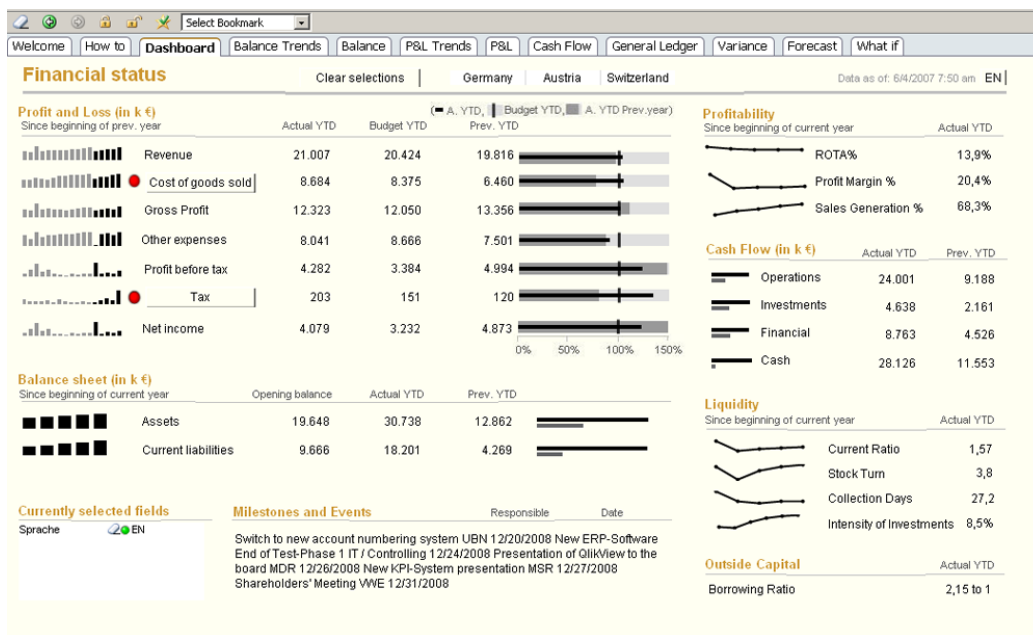 Select Bookmark
Welcome How to Dashboard Balance Trends Balance P&L Trends P&L Cash Flow General Ledger Variance Forecast What if
Financial status Clear selections Germany Austria Switzerland Data as of: 6/4/2007 7:50 am EN
Profit and Loss (in k €) (A. YTD, Budget YTD, A. YTD Prev.year)
Since beginning of prev. year Actual YTD Budget YTD Prev. YTD
Revenue 21.007 20.424 19.816
Cost of goods sold 8.684 8.375 6.460
Gross Profit 12.323 12.050 13.356
Other expenses 8.041 8.666 7.501
Profit before tax 4.282 3.384 4.994
Tax 203 151 120
Net income 4.079 3.232 4.873
0% 50% 100% 150%
Balance sheet (in k €)
Since beginning of current year Opening balance Actual YTD Prev. YTD
Assets 19.648 30.738 12.862
Current liabilities 9.666 18.201 4.269
Currently selected fields
Sprache EN
Milestones and Events Responsible Date
Switch to new account numbering system UBN 12/20/2008 New ERP-Software
End of Test-Phase 1 IT / Controlling 12/24/2008 Presentation of QlikView to the
board MDR 12/26/2008 New KPI-System presentation MSR 12/27/2008
Shareholders' Meeting VWE 12/31/2008
Profitability
Since beginning of current year Actual YTD
ROTA% 13,9%
Profit Margin % 20,4%
Sales Generation % 68,3%
Cash Flow (in k €) Actual YTD Prev. YTD
Operations 24.001 9.188
Investments 4.638 2.161
Financial 8.763 4.526
Cash 28.126 11.553
Liquidity
Since beginning of current year Actual YTD
Current Ratio 1,57
Stock Turn 3,8
Collection Days 27,2
Intensity of Investments 8,5%
Outside Capital Actual YTD
Borrowing Ratio 2,15 to 1